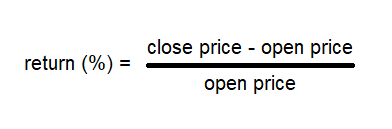 close price - open price
return (%) =
open price